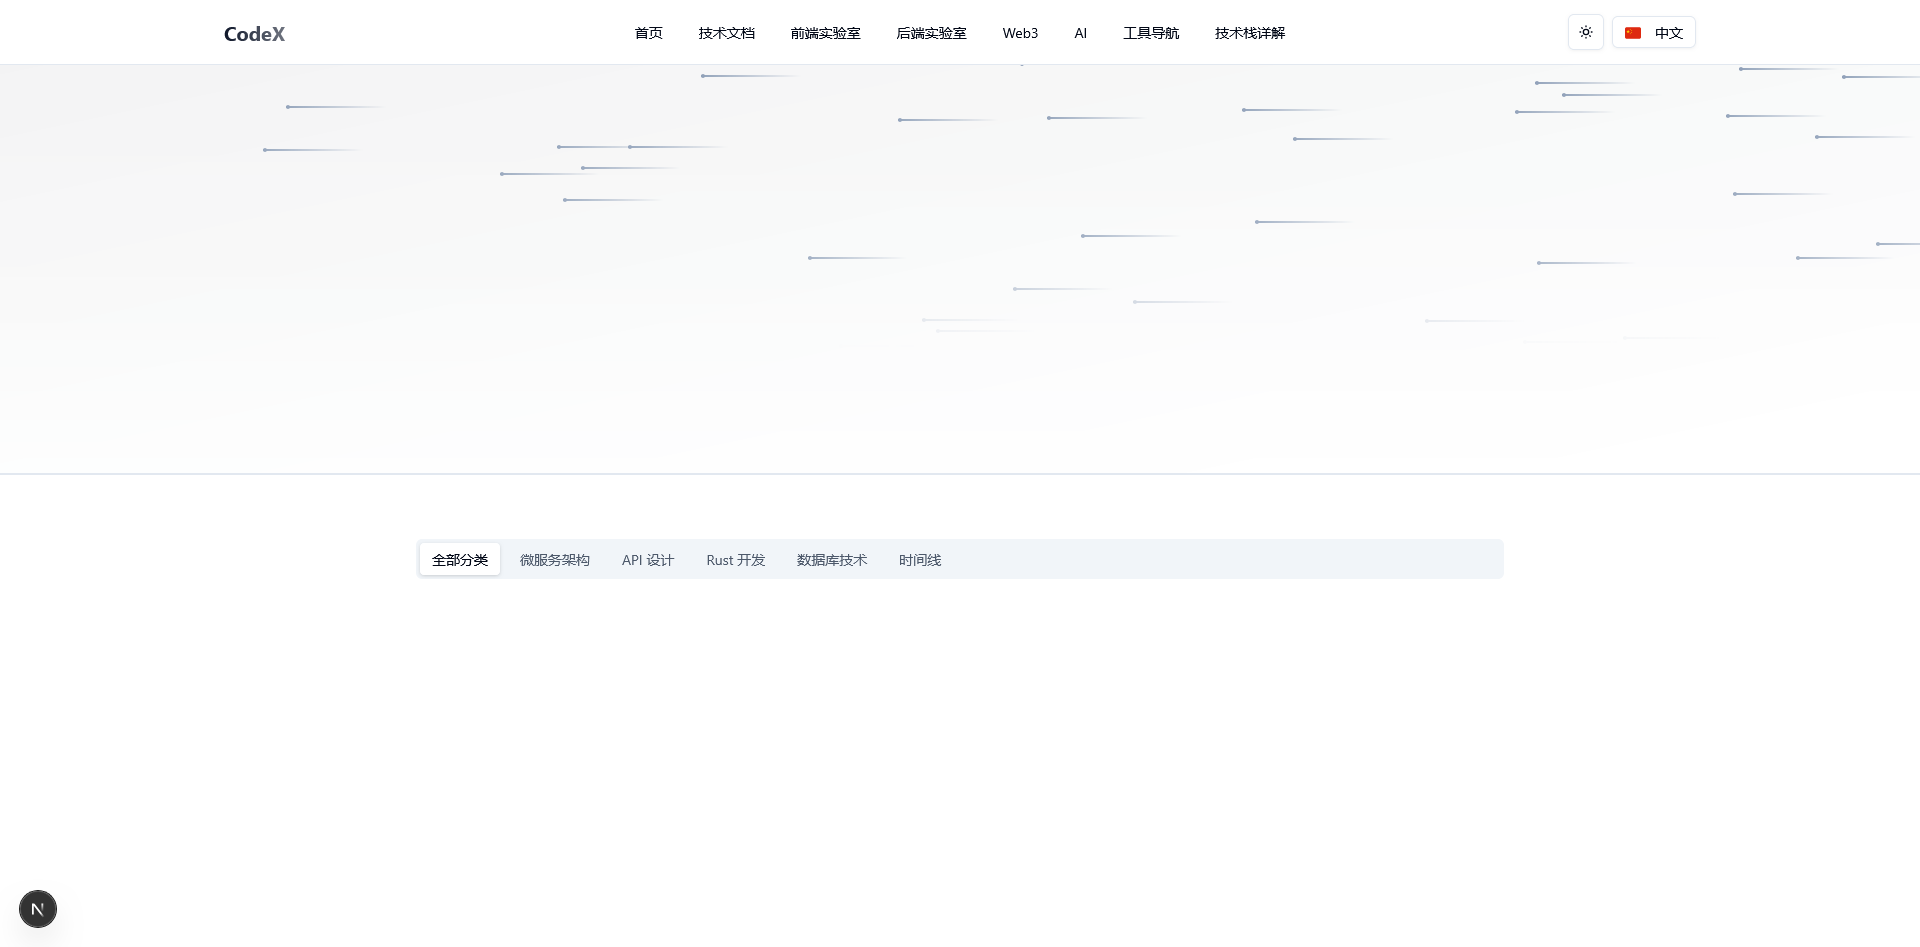 CodeX
首页 技术文档 前端实验室 后端实验室 Web3 AI 工具导航 技术栈详解
中文
全部分类 微服务架构 API 设计 Rust 开发 数据库技术 时间线
N